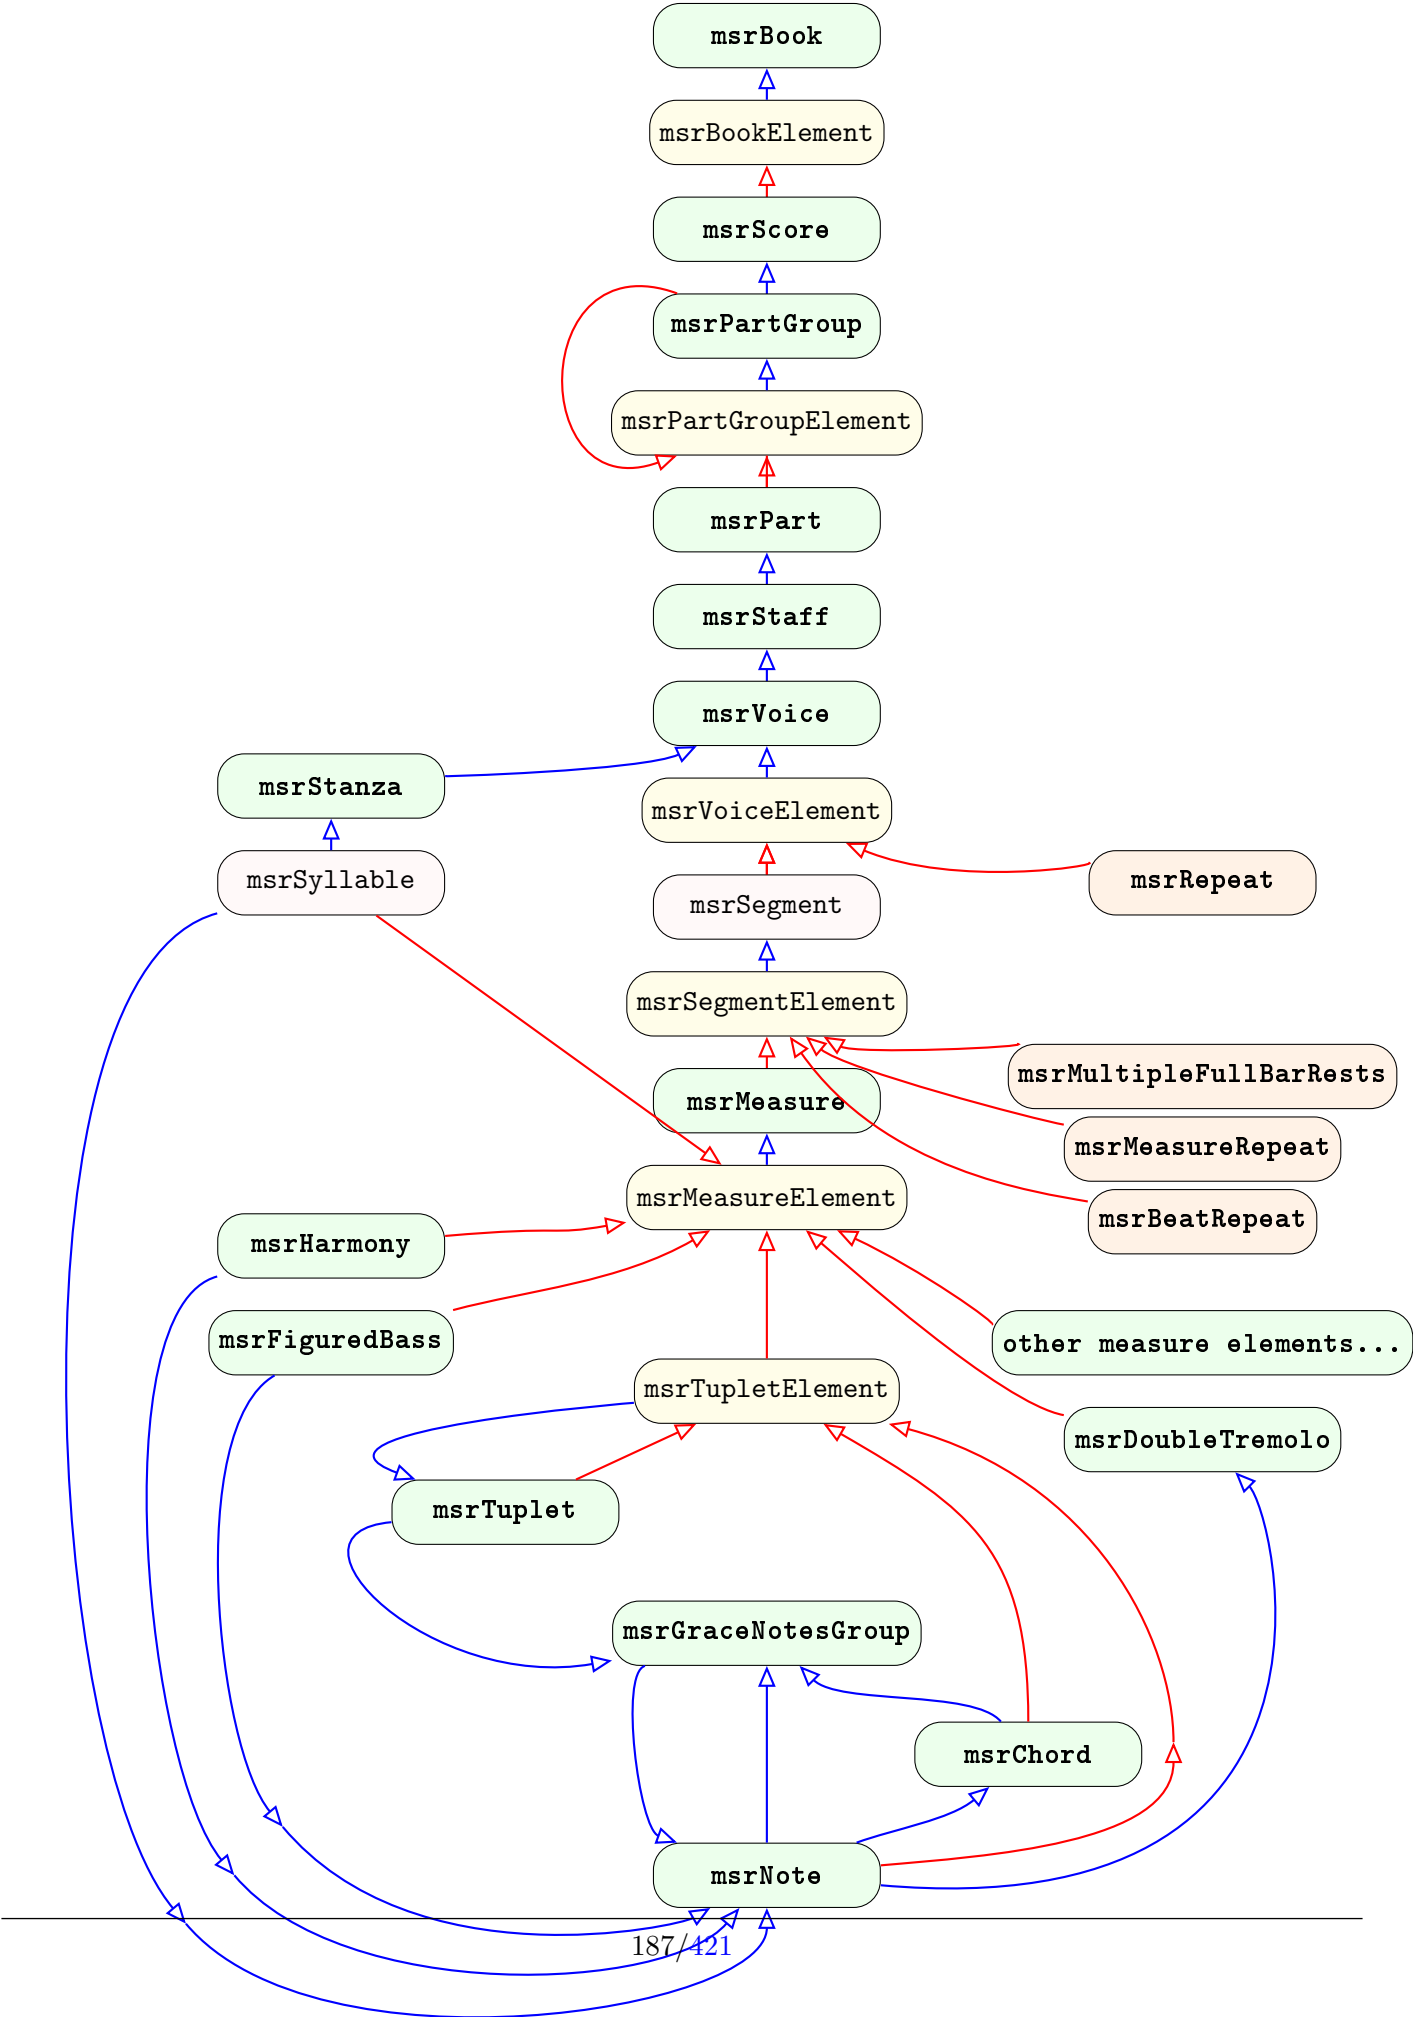 msrBook
msrBookElement
msrScore
msrPartGroup
msrPartGroupElement
msrPart
msrStaff
msrVoice
msrStanza
msrVoiceElement
msrSyllable
msrRepeat
msrSegment
msrSegmentElement
msrMultipleFullBarRests
msrMeasure
msrMeasureRepeat
msrMeasureElement
msrBeatRepeat
msrHarmony
msrFiguredBass
other measure elements...
msrTupletElement
msrDoubleTremolo
msrTuplet
msrGraceNotesGroup
msrChord
msrNote
187/421